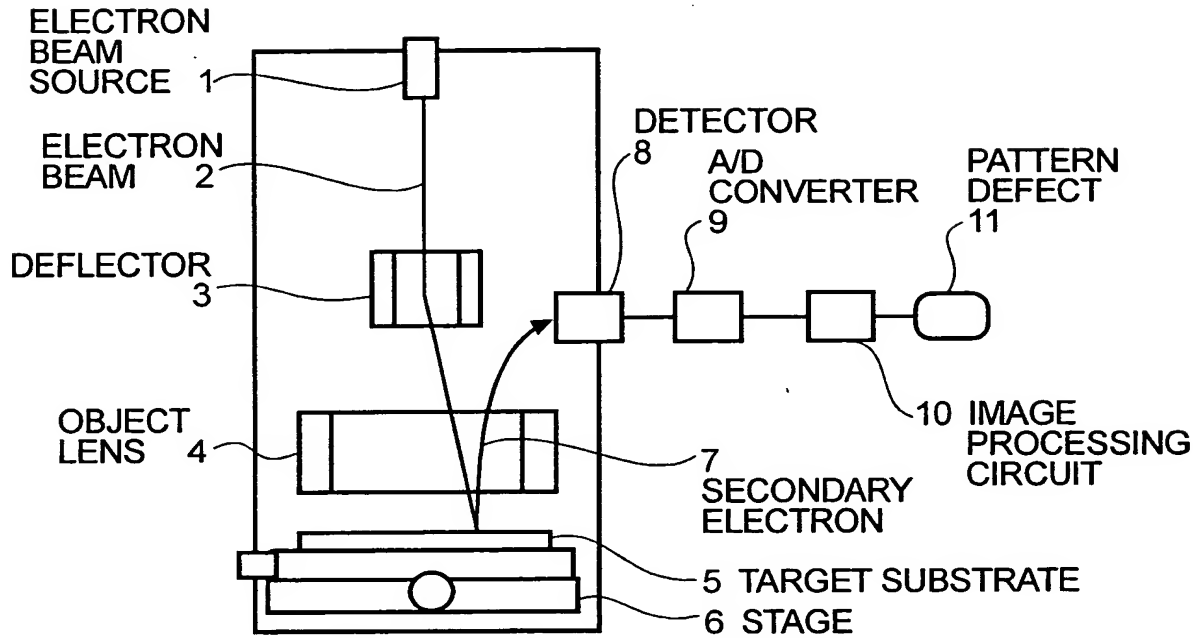 ELECTRON
BEAM
SOURCE 1
ELECTRON
BEAM 2
DEFLECTOR
3
OBJECT
LENS 4
DETECTOR
8
A/D
CONVERTER
9
PATTERN
DEFECT
11
10 IMAGE
PROCESSING
CIRCUIT
7
SECONDARY
ELECTRON
5 TARGET SUBSTRATE
6 STAGE